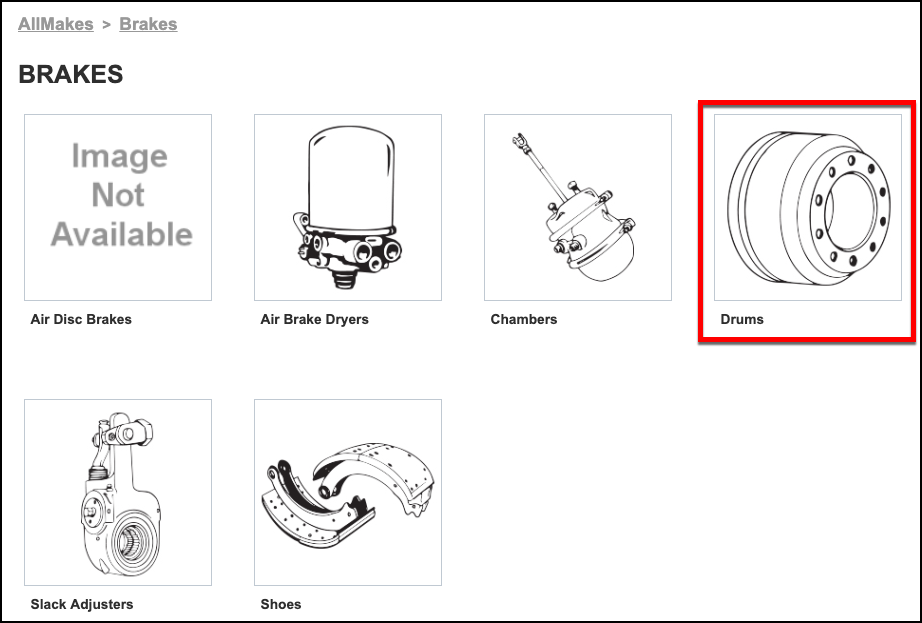 AllMakes > Brakes
BRAKES
Image
Not
Available
Air Disc Brakes
Air Brake Dryers
Chambers
Drums
Slack Adjusters
Shoes